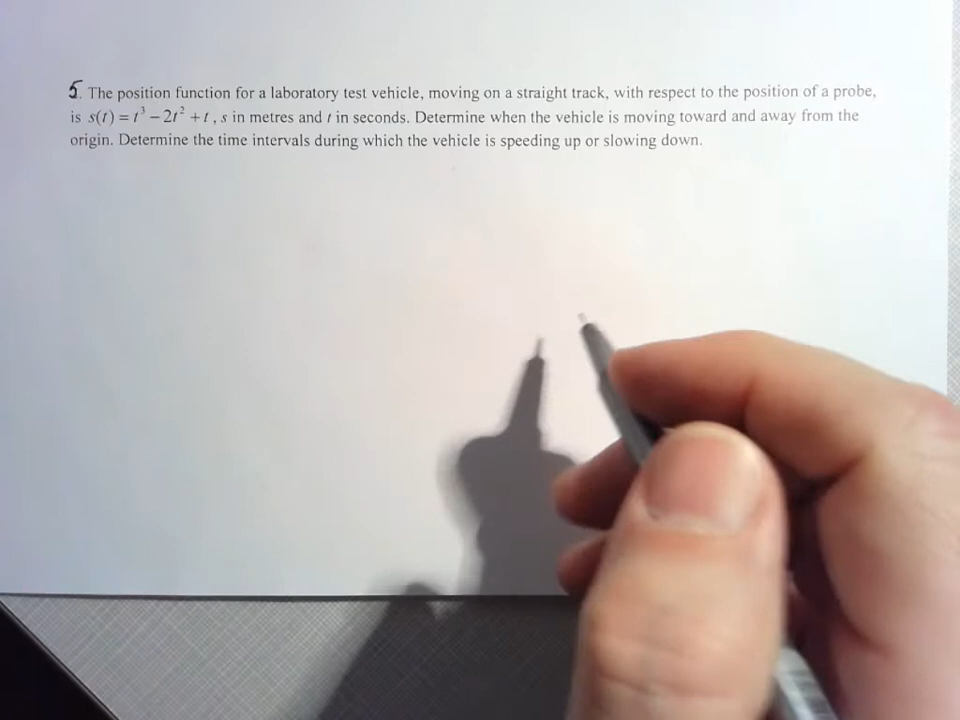 5. The position function for a laboratory test vehicle, moving on a straight track, with respect to the position of a probe,
is s(t) = t³ − 2t² + t, s in metres and t in seconds. Determine when the vehicle is moving toward and away from the
origin. Determine the time intervals during which the vehicle is speeding up or slowing down.